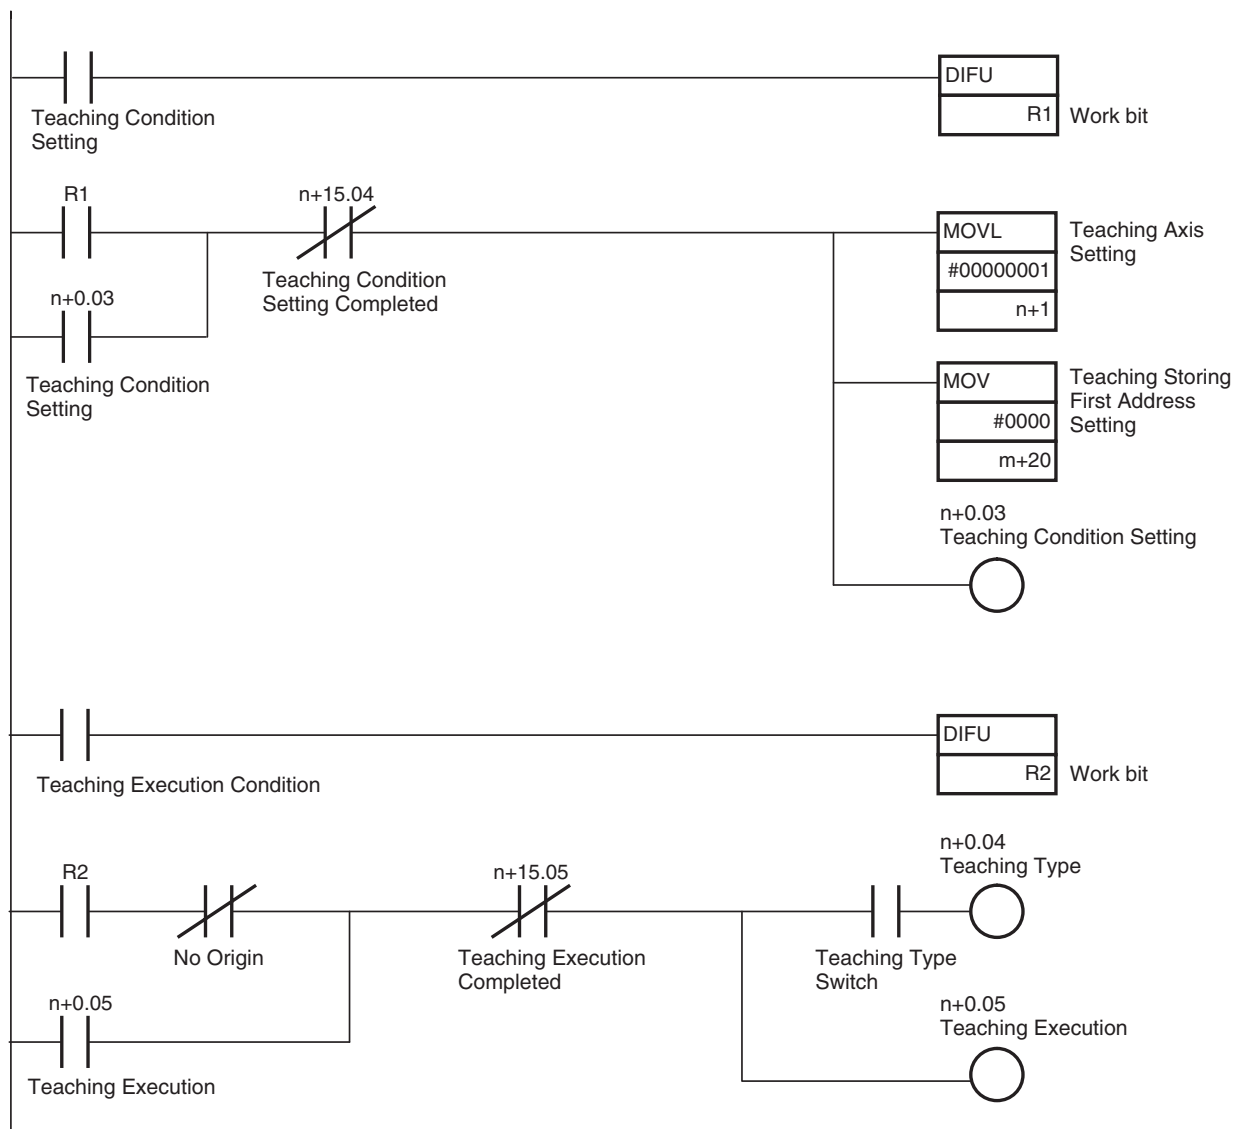 DIFU
R1
Work bit
Teaching Condition
Setting
R1
n+15.04
Teaching Condition
Setting Completed
MOVL
#00000001
n+1
Teaching Axis
Setting
n+0.03
Teaching Condition
Setting
MOV
#0000
m+20
Teaching Storing
First Address
Setting
n+0.03
Teaching Condition Setting
Teaching Execution Condition
DIFU
R2
Work bit
R2
No Origin
n+15.05
Teaching Execution
Completed
Teaching Type
Switch
n+0.04
Teaching Type
n+0.05
Teaching Execution
n+0.05
Teaching Execution